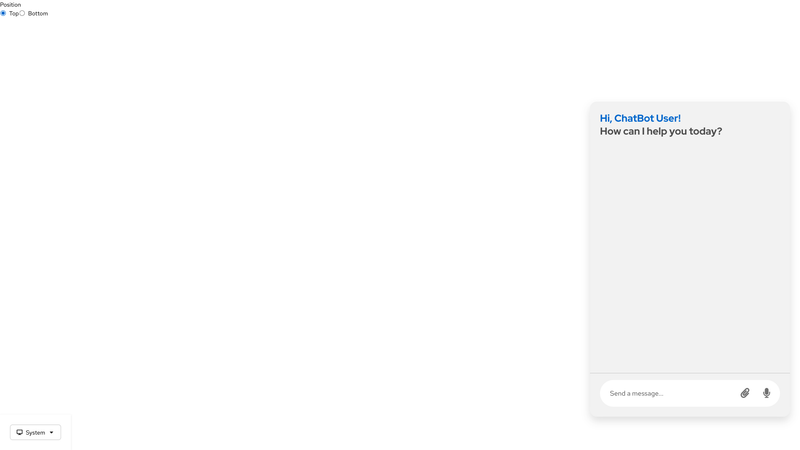 Position
Top Bottom
Hi, ChatBot User!
How can I help you today?
Send a message...
System